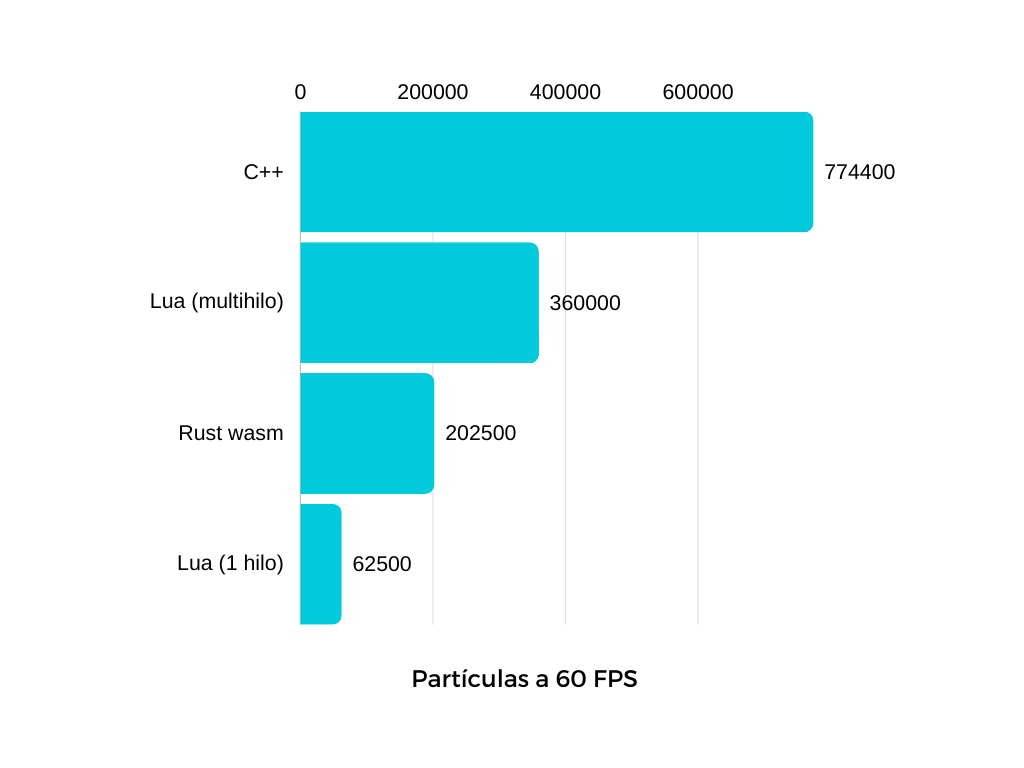 0 200000 400000 600000
C++ 774400
Lua (multihilo) 360000
Rust wasm 202500
Lua (1 hilo) 62500
Partículas a 60 FPS